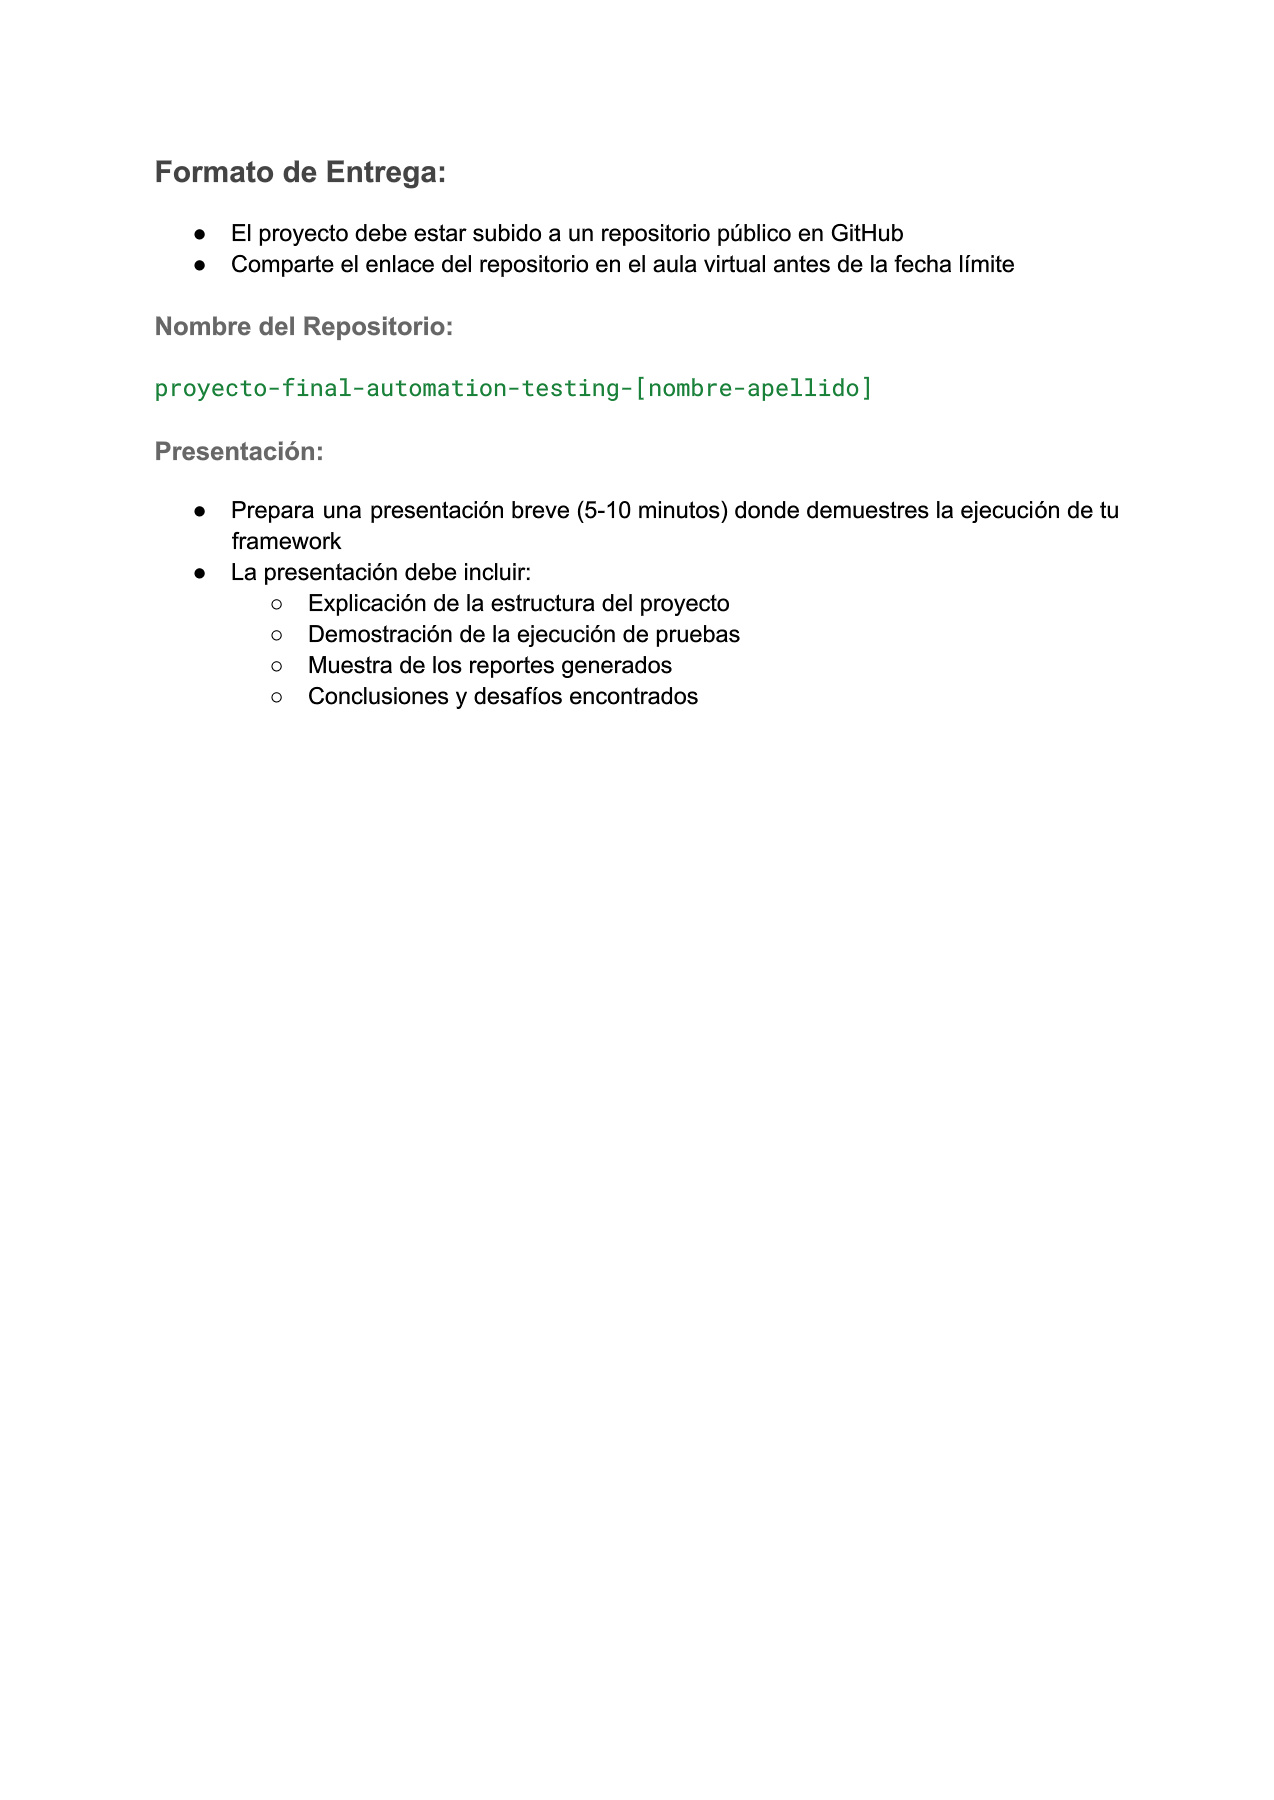 Formato de Entrega:
● El proyecto debe estar subido a un repositorio público en GitHub
● Comparte el enlace del repositorio en el aula virtual antes de la fecha límite
Nombre del Repositorio:
proyecto-final-automation-testing-[nombre-apellido]
Presentación:
● Prepara una presentación breve (5-10 minutos) donde demuestres la ejecución de tu
framework
● La presentación debe incluir:
○ Explicación de la estructura del proyecto
○ Demostración de la ejecución de pruebas
○ Muestra de los reportes generados
○ Conclusiones y desafíos encontrados